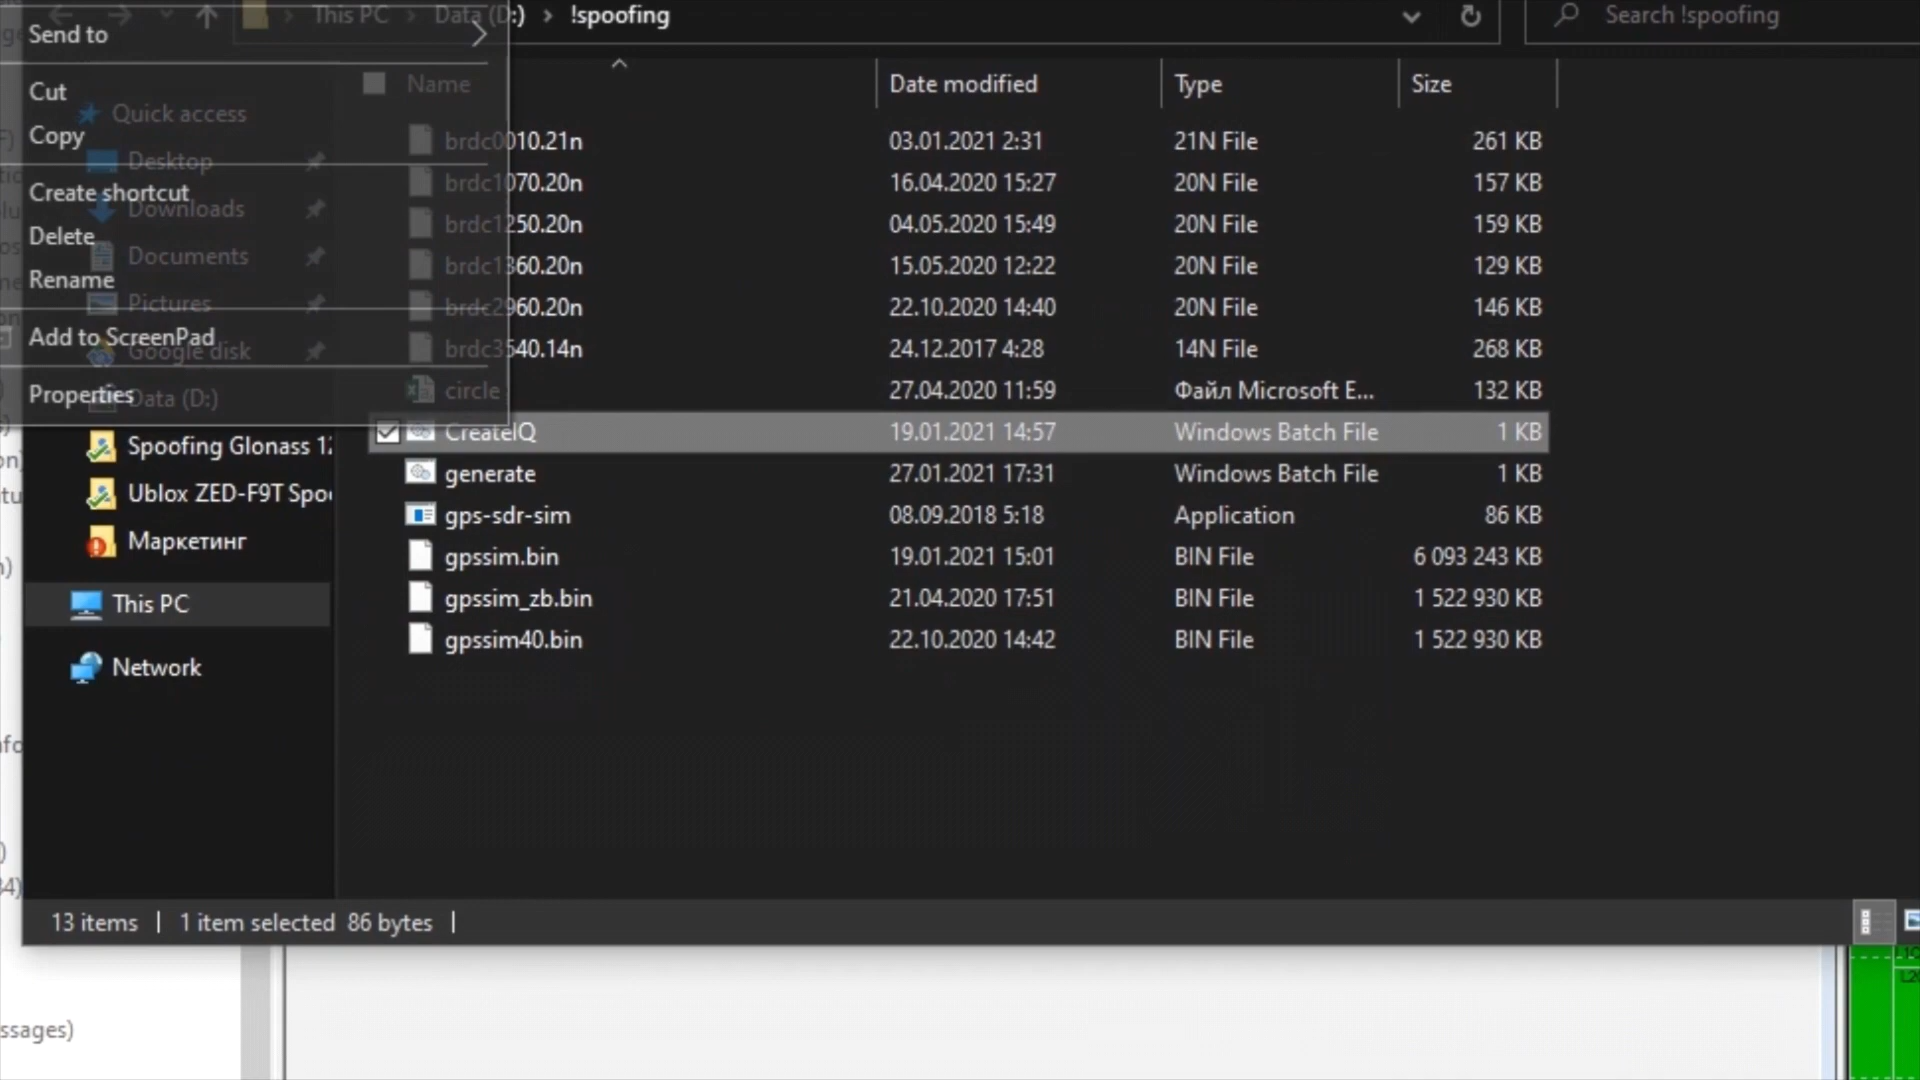 This PC
Data (D:)
!spoofing
Search !spoofing
Send to
Cut
Copy
Create shortcut
Delete
Rename
Add to ScreenPad
Properties
Quick access
Desktop
Downloads
Documents
Pictures
Google disk
Data (D:)
Spoofing Glonass 12
Ublox ZED-F9T Spoo
Маркетинг
This PC
Network
Name Date modified Type Size
brdc0010.21n 03.01.2021 2:31 21N File 261 KB
brdc1070.20n 16.04.2020 15:27 20N File 157 KB
brdc1250.20n 04.05.2020 15:49 20N File 159 KB
brdc1360.20n 15.05.2020 12:22 20N File 129 KB
brdc2960.20n 22.10.2020 14:40 20N File 146 KB
brdc3540.14n 24.12.2017 4:28 14N File 268 KB
circle 27.04.2020 11:59 Файл Microsoft E... 132 KB
CreateIQ 19.01.2021 14:57 Windows Batch File 1 KB
generate 27.01.2021 17:31 Windows Batch File 1 KB
gps-sdr-sim 08.09.2018 5:18 Application 86 KB
gpssim.bin 19.01.2021 15:01 BIN File 6 093 243 KB
gpssim_zb.bin 21.04.2020 17:51 BIN File 1 522 930 KB
gpssim40.bin 22.10.2020 14:42 BIN File 1 522 930 KB
13 items 1 item selected 86 bytes
ssages)